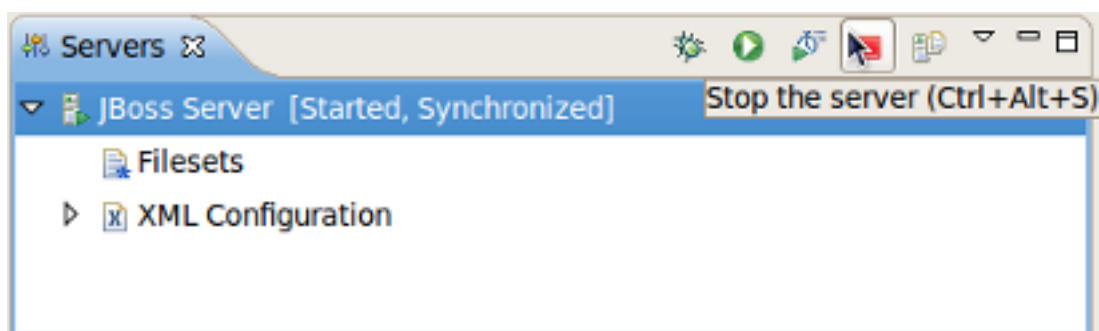 Servers
JBoss Server [Started, Synchronized]
Stop the server (Ctrl+Alt+S)
Filesets
XML Configuration